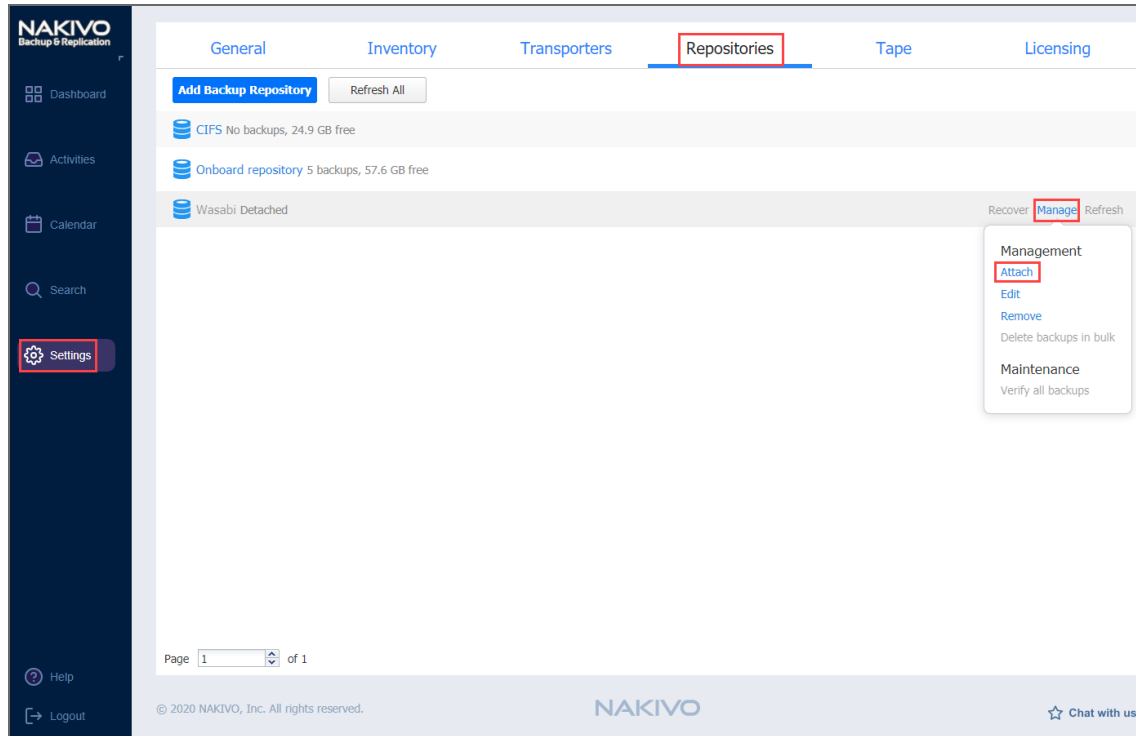 NAKIVO
Backup & Replication
Dashboard
Activities
Calendar
Search
Settings
Help
Logout
General Inventory Transporters Repositories Tape Licensing
Add Backup Repository Refresh All
CIFS No backups, 24.9 GB free
Onboard repository 5 backups, 57.6 GB free
Wasabi Detached Recover Manage Refresh
Management
Attach
Edit
Remove
Delete backups in bulk
Maintenance
Verify all backups
Page 1 of 1
© 2020 NAKIVO, Inc. All rights reserved. NAKIVO Chat with us